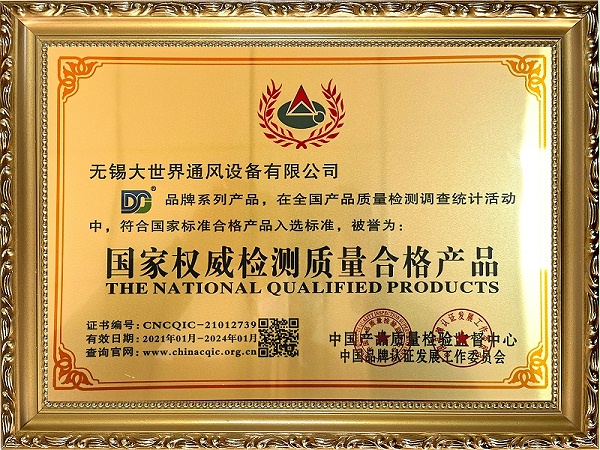 无锡大世界通风设备有限公司
DG® 品牌系列产品，在全国产品质量检测调查统计活动
中，符合国家标准合格产品入选标准，被誉为：
国家权威检测质量合格产品
THE NATIONAL QUALIFIED PRODUCTS
证书编号：CNCQIC-21012739
有效日期：2021年01月-2024年01月
查询官网：www.chinacqic.org.cn
中国产品质量检验监督中心
中国品牌认证发展工作委员会